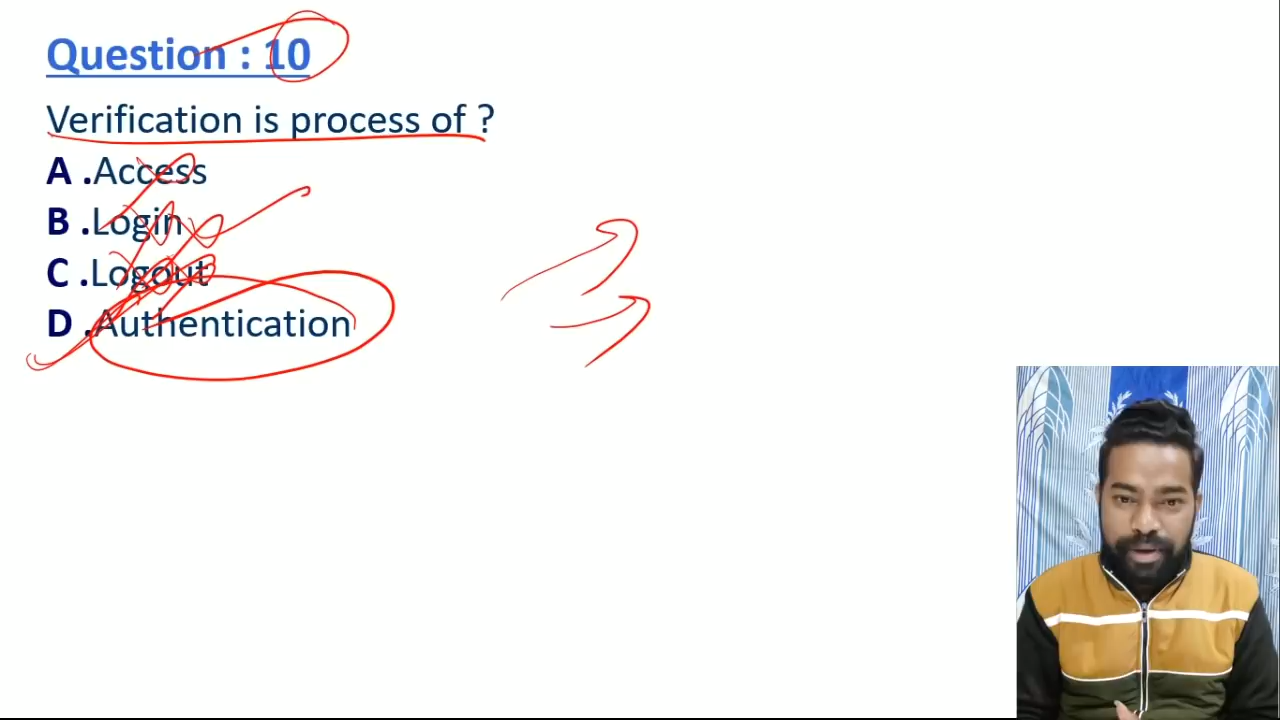 Question : 10
Verification is process of ?
A .Access
B .Login
C .Logout
D .Authentication